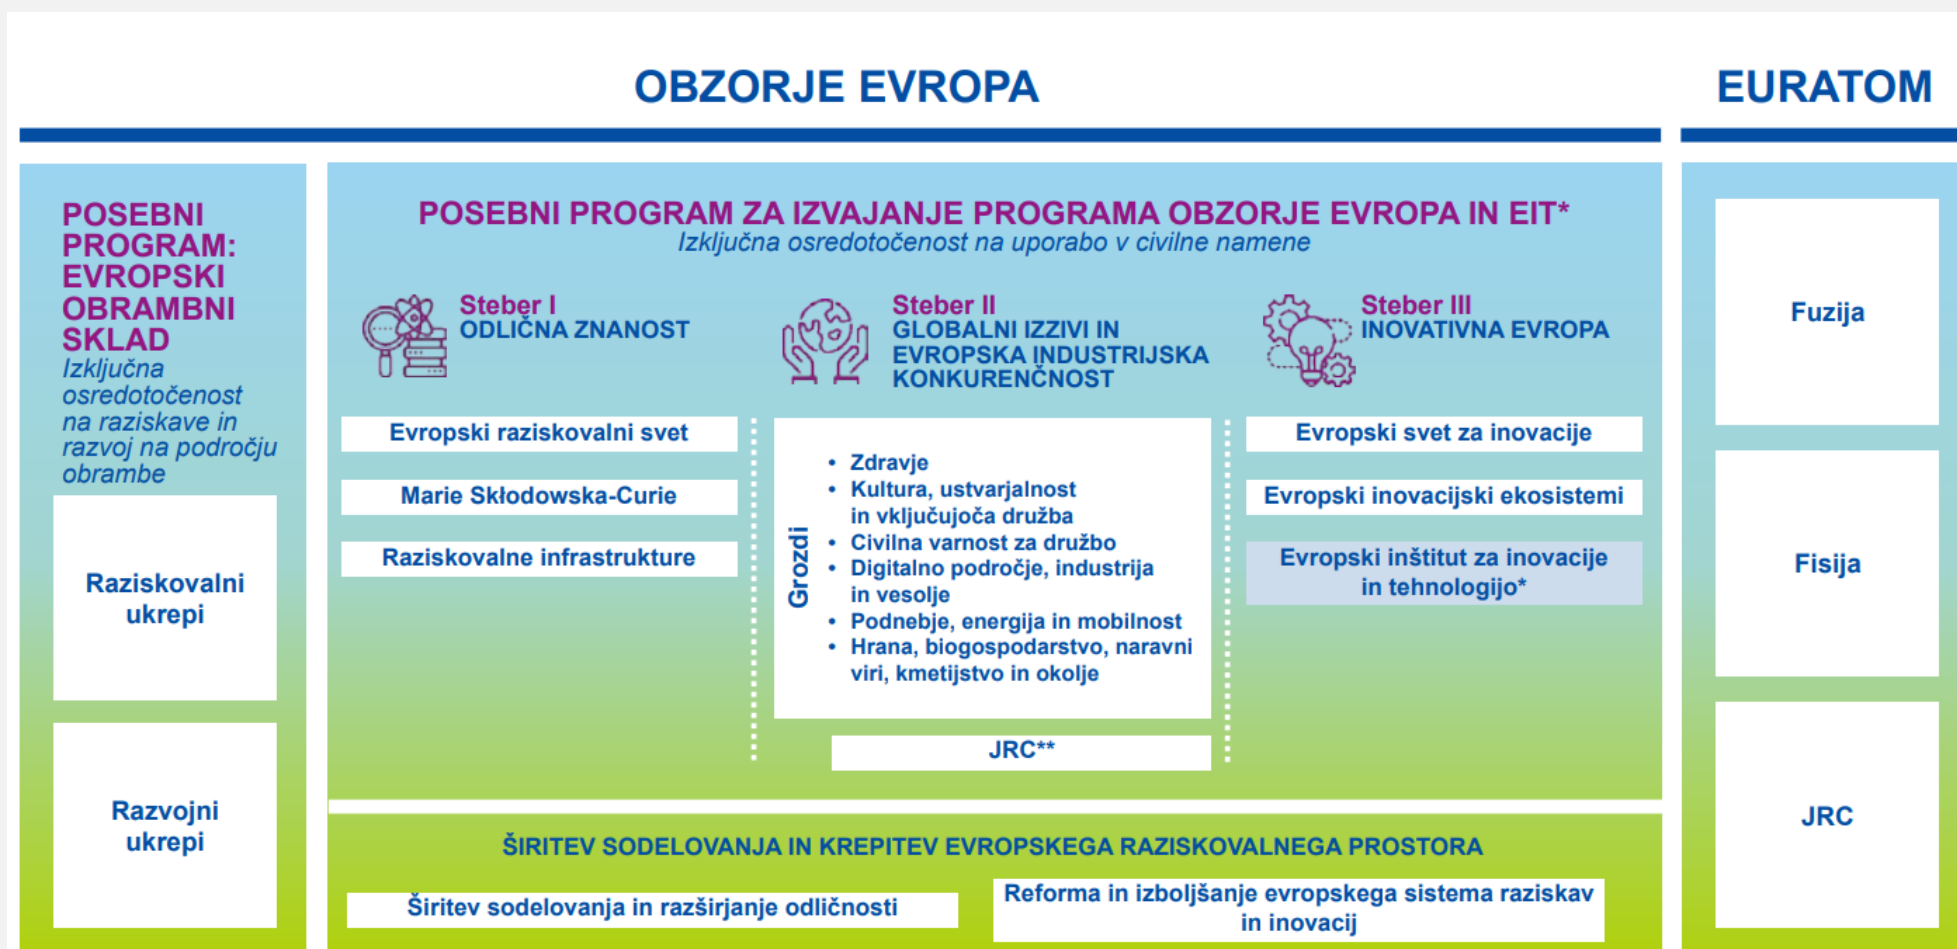 OBZORJE EVROPA
EURATOM
POSEBNI
PROGRAM:
EVROPSKI
OBRAMBNI
SKLAD
Izključna
osredotočenost
na raziskave in
razvoj na področju
obrambe
Raziskovalni
ukrepi
Razvojni
ukrepi
POSEBNI PROGRAM ZA IZVAJANJE PROGRAMA OBZORJE EVROPA IN EIT*
Izključna osredotočenost na uporabo v civilne namene
Steber I
ODLIČNA ZNANOST
Evropski raziskovalni svet
Marie Skłodowska-Curie
Raziskovalne infrastrukture
Steber II
GLOBALNI IZZIVI IN
EVROPSKA INDUSTRIJSKA
KONKURENČNOST
Grozdi
• Zdravje
• Kultura, ustvarjalnost
in vključujoča družba
• Civilna varnost za družbo
• Digitalno področje, industrija
in vesolje
• Podnebje, energija in mobilnost
• Hrana, biogospodarstvo, naravni
viri, kmetijstvo in okolje
JRC**
Steber III
INOVATIVNA EVROPA
Evropski svet za inovacije
Evropski inovacijski ekosistemi
Evropski inštitut za inovacije
in tehnologijo*
ŠIRITEV SODELOVANJA IN KREPITEV EVROPSKEGA RAZISKOVALNEGA PROSTORA
Širitev sodelovanja in razširjanje odličnosti
Reforma in izboljšanje evropskega sistema raziskav
in inovacij
Fuzija
Fisija
JRC